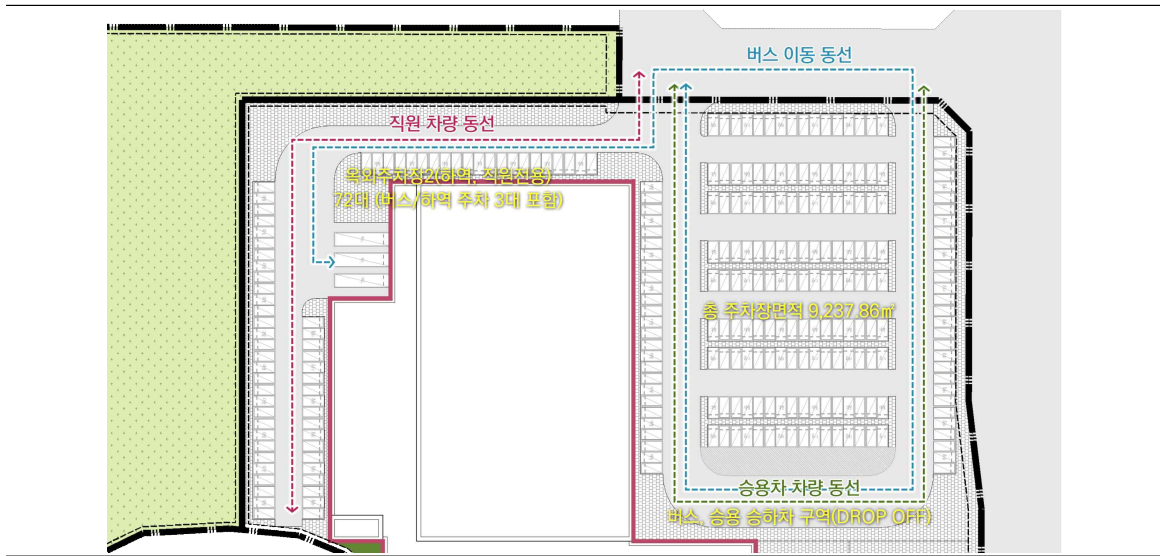 버스 이동 동선
직원 차량 동선
옥외주차장2(하역, 직원전용)
72대 (버스/하역 주차 3대 포함)
총 주차장면적 9,237.86㎡
승용차 차량 동선
버스, 승용 승하차 구역(DROP OFF)